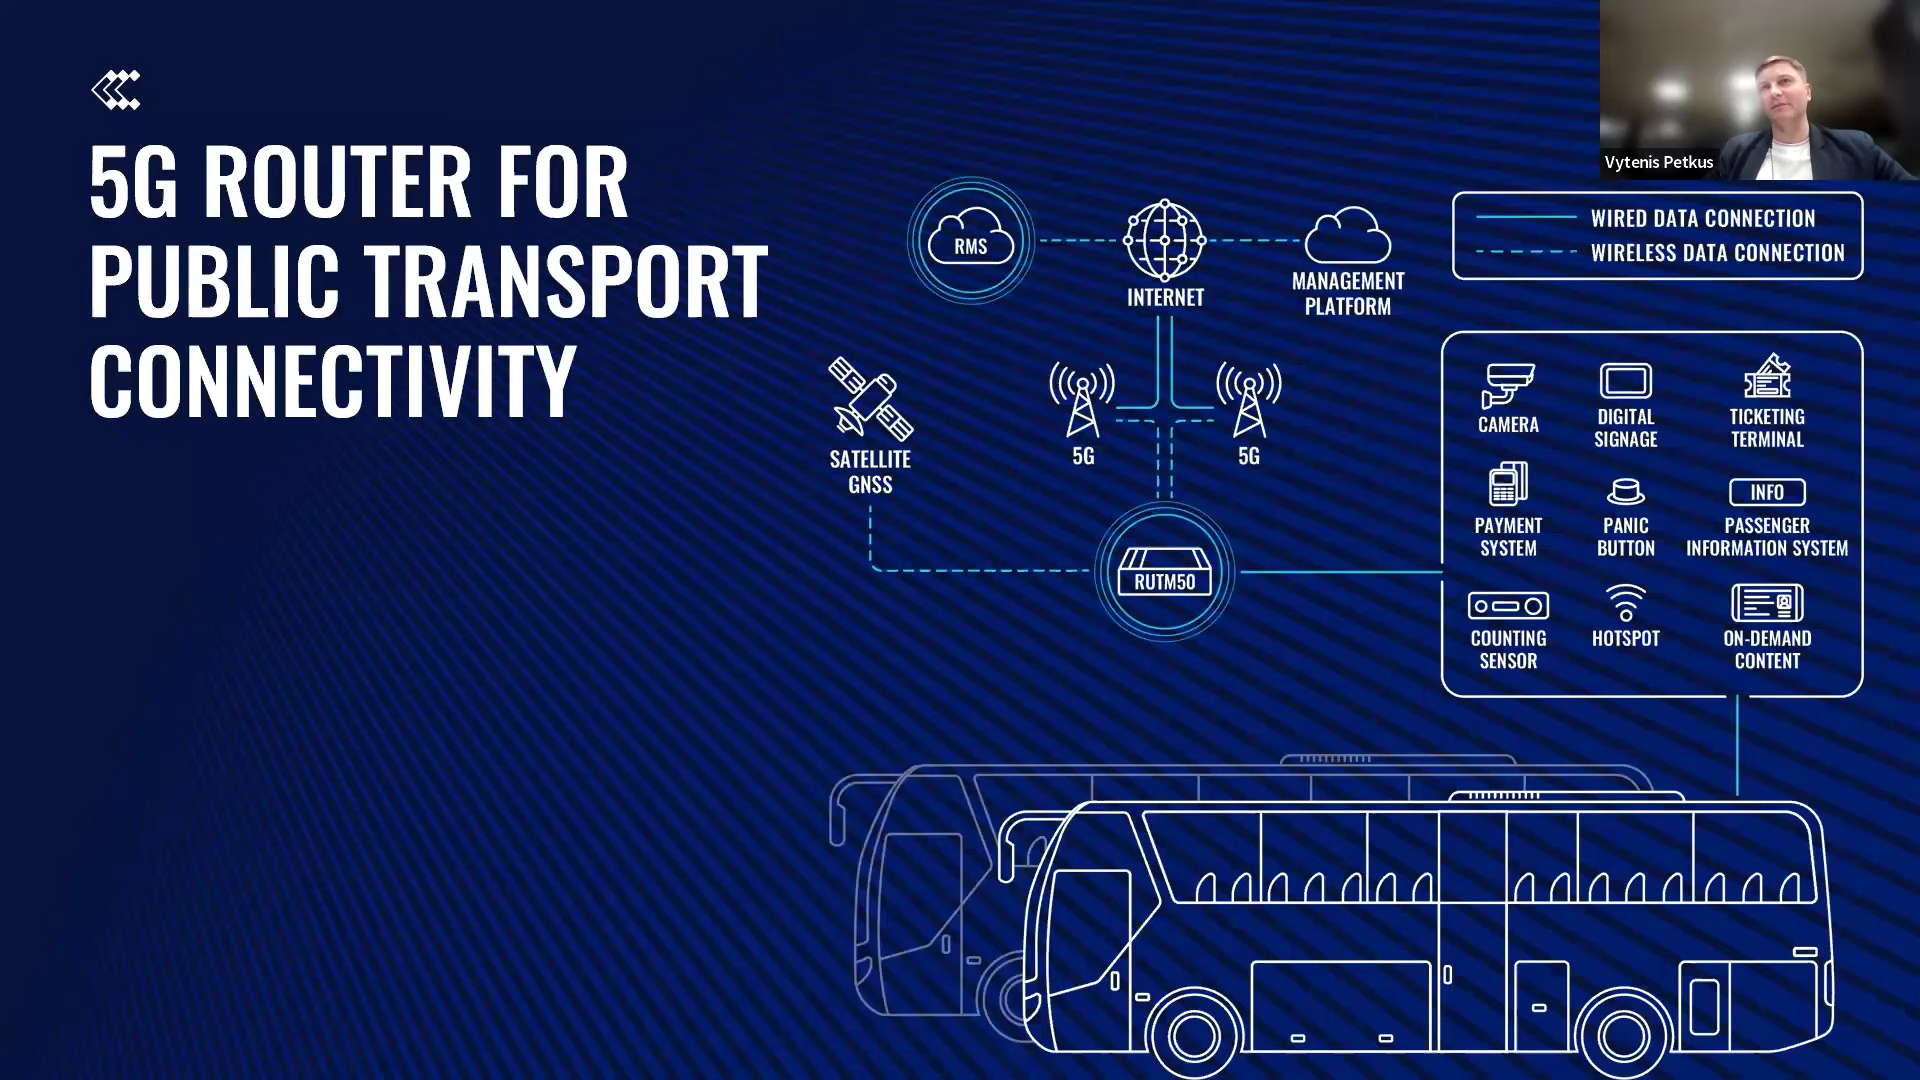 5G ROUTER FOR
PUBLIC TRANSPORT
CONNECTIVITY
Vytenis Petkus
WIRED DATA CONNECTION
WIRELESS DATA CONNECTION
RMS
INTERNET
MANAGEMENT
PLATFORM
SATELLITE
GNSS
5G
5G
RUTM50
CAMERA
DIGITAL
SIGNAGE
TICKETING
TERMINAL
PAYMENT
SYSTEM
PANIC
BUTTON
INFO
PASSENGER
INFORMATION SYSTEM
COUNTING
SENSOR
HOTSPOT
ON-DEMAND
CONTENT